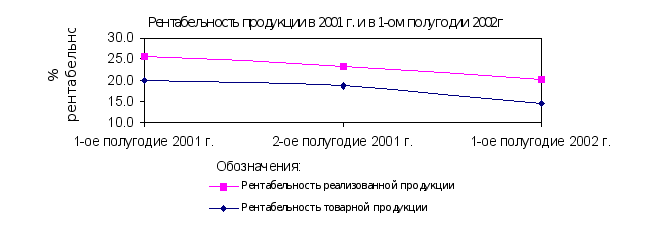 Рентабельность продукции в 2001 г. и в 1-ом полугодии 2002г
%
рентабельнс
30.0
25.0
20.0
15.0
10.0
1-ое полугодие 2001 г.
2-ое полугодие 2001 г.
1-ое полугодие 2002 г.
Обозначения:
Рентабельность реализованной продукции
Рентабельность товарной продукции